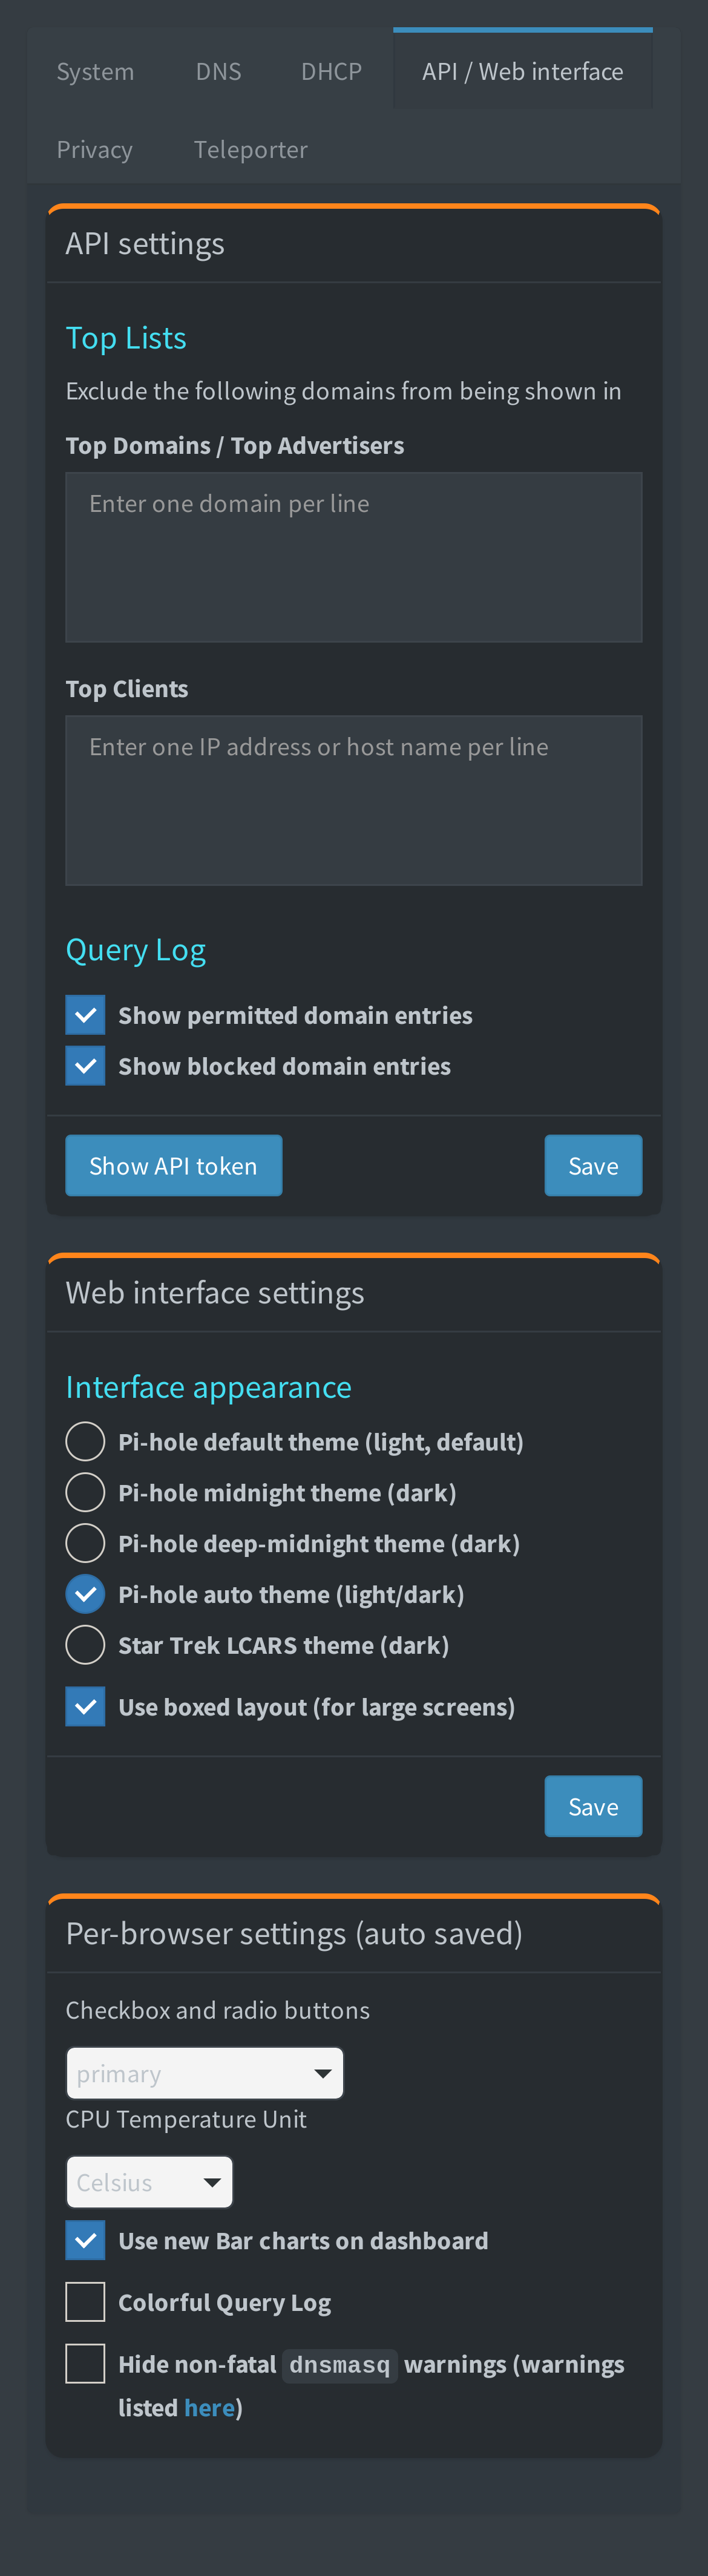 System DNS DHCP API / Web interface
Privacy Teleporter
API settings
Top Lists
Exclude the following domains from being shown in
Top Domains / Top Advertisers
Enter one domain per line
Top Clients
Enter one IP address or host name per line
Query Log
Show permitted domain entries
Show blocked domain entries
Show API token Save
Web interface settings
Interface appearance
Pi-hole default theme (light, default)
Pi-hole midnight theme (dark)
Pi-hole deep-midnight theme (dark)
Pi-hole auto theme (light/dark)
Star Trek LCARS theme (dark)
Use boxed layout (for large screens)
Save
Per-browser settings (auto saved)
Checkbox and radio buttons
primary
CPU Temperature Unit
Celsius
Use new Bar charts on dashboard
Colorful Query Log
Hide non-fatal dnsmasq warnings (warnings
listed here)